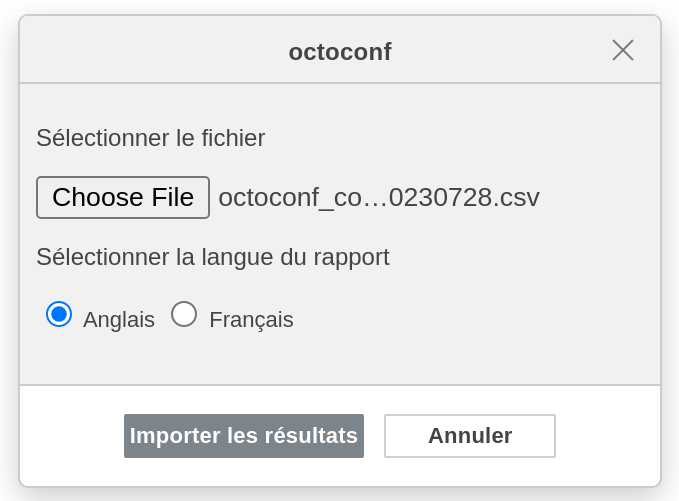 octoconf
Sélectionner le fichier
Choose File octoconf_co…0230728.csv
Sélectionner la langue du rapport
Anglais Français
Importer les résultats Annuler